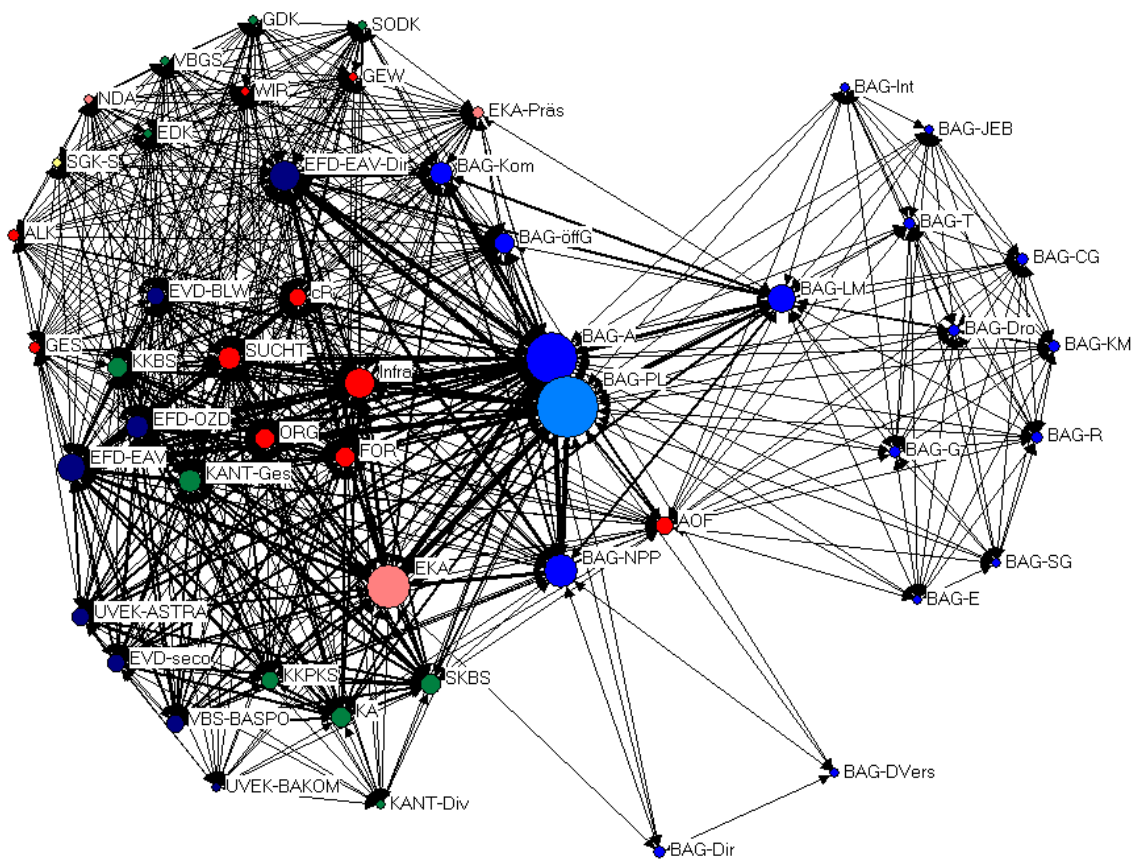 GDK
SODK
VBGS
GEW
WIR
NDA
EKA-Präs
EDK
SGK-S
EFD-EAV-Dir
BAG-Kom
BAG-Int
BAG-JEB
ALK
BAG-öffG
BAG-T
BAG-CG
EVD-BLW
cR
BAG-LM
BAG-Dro
BAG-KM
GES
KKBS
SUCHT
Infra
BAG-A
BAG-PL
EFD-OZD
ORG
FOR
BAG-R
EFD-EAV
KANT-Ges
BAG-AOF
BAG-SG
EKA
BAG-NPP
BAG-E
UVEK-ASTRA
EVD-seco
KKPKS
SKBS
VBS-BASPO
KA
UVEK-BAKOM
KANT-Div
BAG-DVers
BAG-Dir